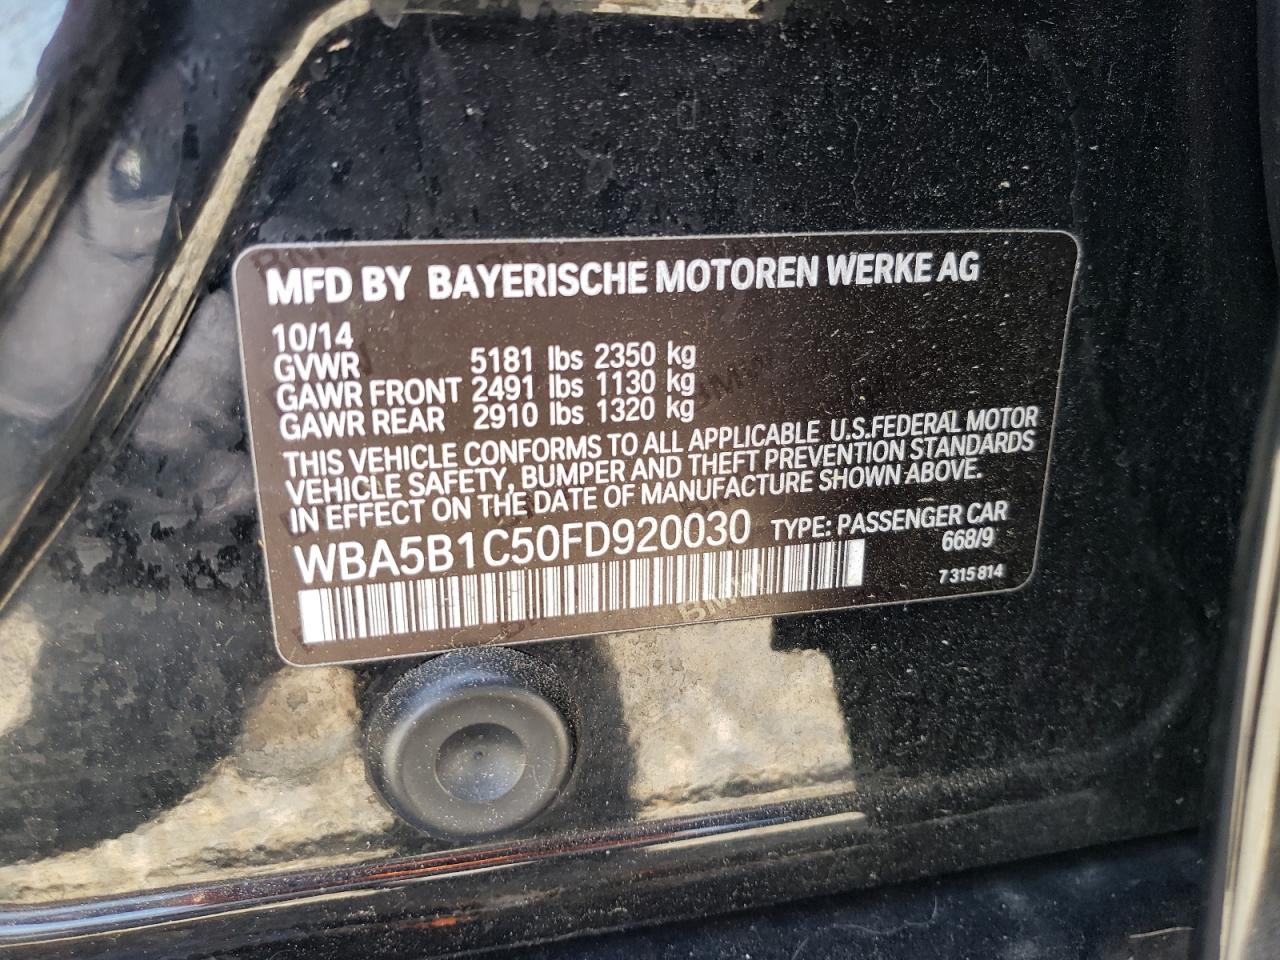 MFD BY BAYERISCHE MOTOREN WERKE AG
10/14
GVWR 5181 lbs 2350 kg
GAWR FRONT 2491 lbs 1130 kg
GAWR REAR 2910 lbs 1320 kg
THIS VEHICLE CONFORMS TO ALL APPLICABLE U.S.FEDERAL MOTOR
VEHICLE SAFETY, BUMPER AND THEFT PREVENTION STANDARDS
IN EFFECT ON THE DATE OF MANUFACTURE SHOWN ABOVE.
WBA5B1C50FD920030 TYPE: PASSENGER CAR
668/9
7 315 814
BMW